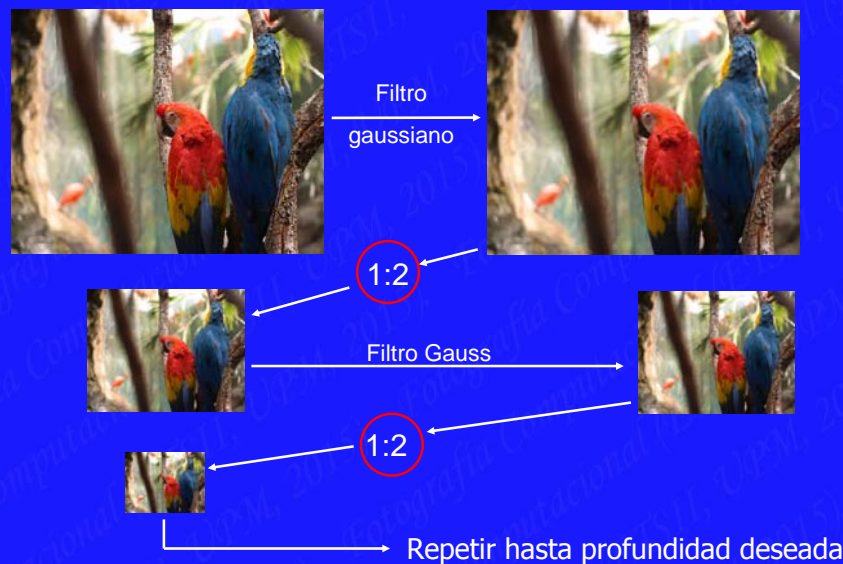 Filtro
gaussiano
1:2
Filtro Gauss
1:2
Repetir hasta profundidad deseada